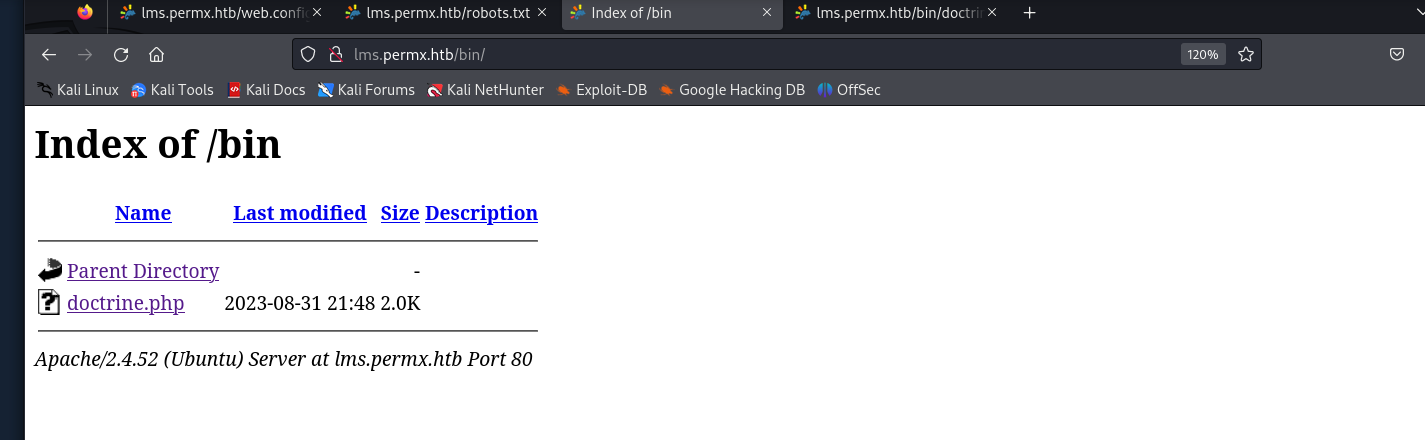 lms.permx.htb/web.config
lms.permx.htb/robots.txt
Index of /bin
lms.permx.htb/bin/doctrin
lms.permx.htb/bin/
120%
Kali Linux
Kali Tools
Kali Docs
Kali Forums
Kali NetHunter
Exploit-DB
Google Hacking DB
OffSec
Index of /bin
Name Last modified Size Description
Parent Directory -
doctrine.php 2023-08-31 21:48 2.0K
Apache/2.4.52 (Ubuntu) Server at lms.permx.htb Port 80